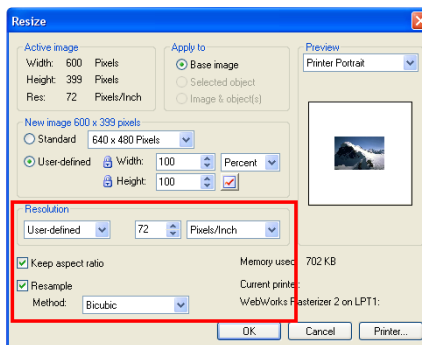 Resize
Active image
Width: 600 Pixels
Height: 399 Pixels
Res: 72 Pixels/Inch
Apply to
Base image
Selected object
Image & object(s)
Preview
Printer Portrait
New image 600 x 399 pixels
Standard 640 x 480 Pixels
User-defined Width: 100 Percent
Height: 100
Resolution
User-defined 72 Pixels/Inch
Keep aspect ratio
Resample
Method: Bicubic
Memory used: 702 KB
Current printer:
WebWorks Rasterizer 2 on LPT1:
OK Cancel Printer...